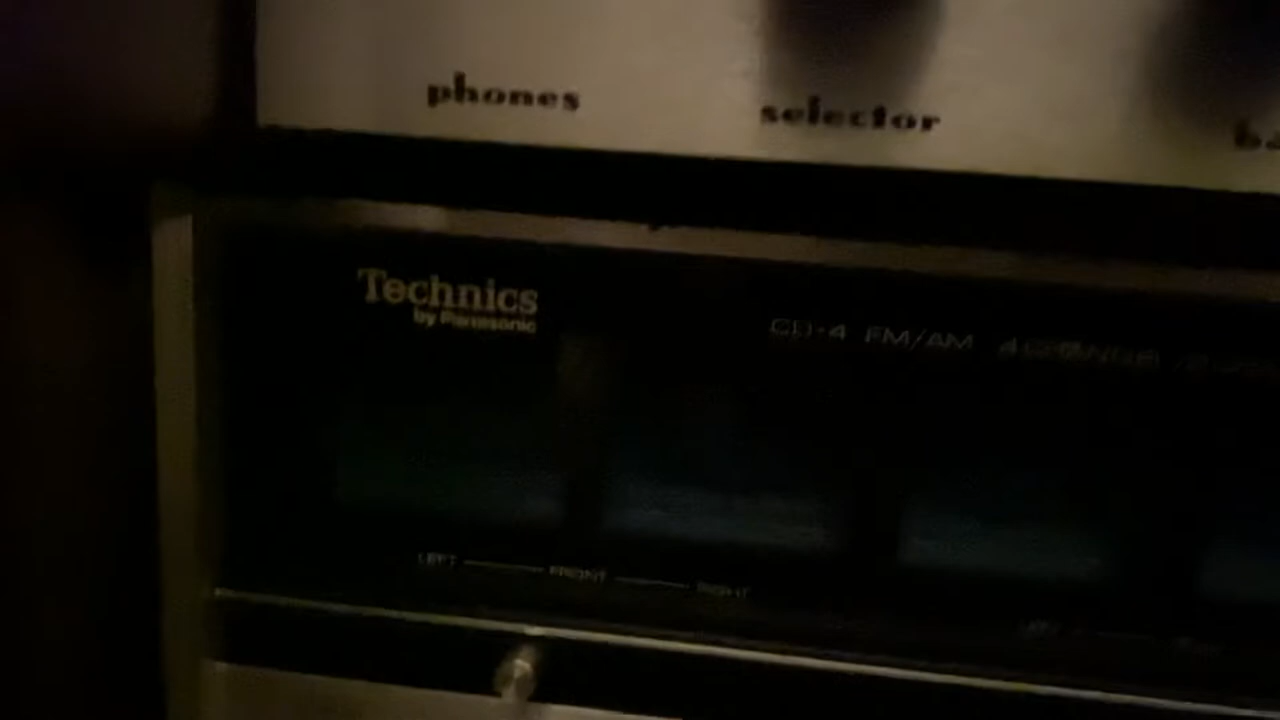 phones
selector
Technics
by Panasonic
CD-4 FM/AM
LEFT FRONT RIGHT